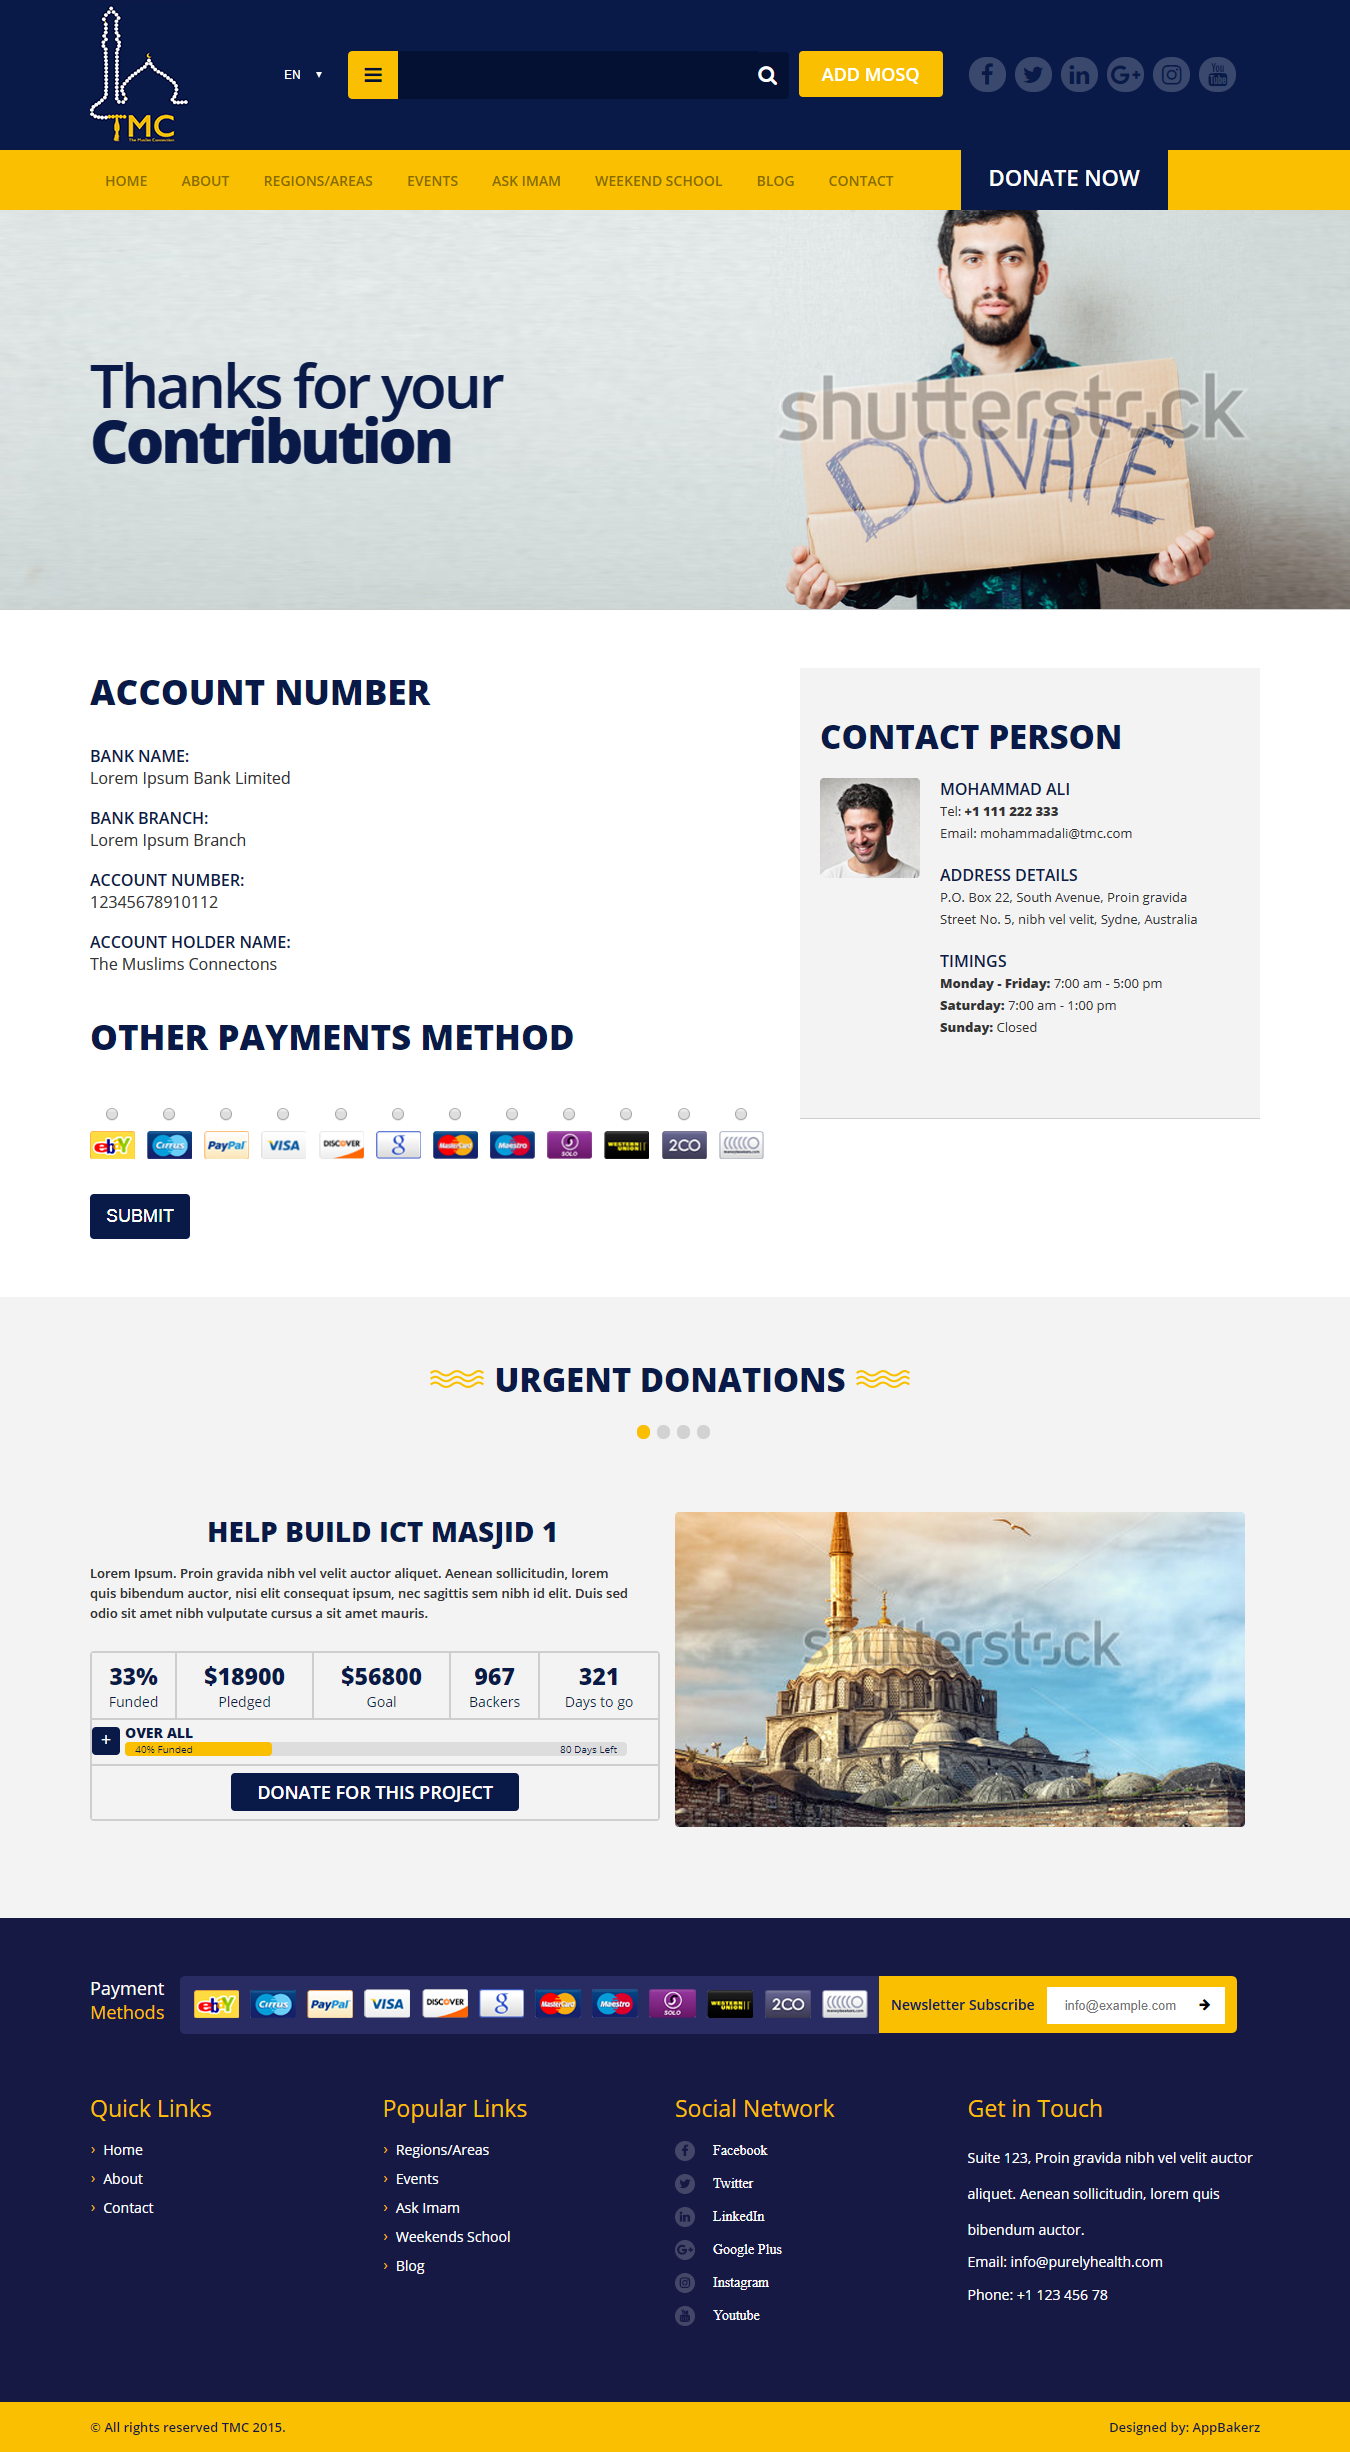 TMC
The Muslim Connection
EN
ADD MOSQ
HOME ABOUT REGIONS/AREAS EVENTS ASK IMAM WEEKEND SCHOOL BLOG CONTACT
DONATE NOW
Thanks for your
Contribution
shutterstock
DONATE
ACCOUNT NUMBER
BANK NAME:
Lorem Ipsum Bank Limited
BANK BRANCH:
Lorem Ipsum Branch
ACCOUNT NUMBER:
12345678910112
ACCOUNT HOLDER NAME:
The Muslims Connectons
CONTACT PERSON
MOHAMMAD ALI
Tel: +1 111 222 333
Email: mohammadali@tmc.com
ADDRESS DETAILS
P.O. Box 22, South Avenue, Proin gravida
Street No. 5, nibh vel velit, Sydne, Australia
TIMINGS
Monday - Friday: 7:00 am - 5:00 pm
Saturday: 7:00 am - 1:00 pm
Sunday: Closed
OTHER PAYMENTS METHOD
ebY Cirrus PayPal VISA DISCOVER g MasterCard Maestro SOLO WESTERN UNION 2CO
SUBMIT
URGENT DONATIONS
HELP BUILD ICT MASJID 1
Lorem Ipsum. Proin gravida nibh vel velit auctor aliquet. Aenean sollicitudin, lorem
quis bibendum auctor, nisi elit consequat ipsum, nec sagittis sem nibh id elit. Duis sed
odio sit amet nibh vulputate cursus a sit amet mauris.
33% $18900 $56800 967 321
Funded Pledged Goal Backers Days to go
+ OVER ALL
40% Funded 80 Days Left
DONATE FOR THIS PROJECT
shutterstock
Payment
Methods
ebY Cirrus PayPal VISA DISCOVER g MasterCard Maestro SOLO WESTERN UNION 2CO
Newsletter Subscribe info@example.com
Quick Links
› Home
› About
› Contact
Popular Links
› Regions/Areas
› Events
› Ask Imam
› Weekends School
› Blog
Social Network
Facebook
Twitter
LinkedIn
Google Plus
Instagram
Youtube
Get in Touch
Suite 123, Proin gravida nibh vel velit auctor
aliquet. Aenean sollicitudin, lorem quis
bibendum auctor.
Email: info@purelyhealth.com
Phone: +1 123 456 78
© All rights reserved TMC 2015.
Designed by: AppBakerz